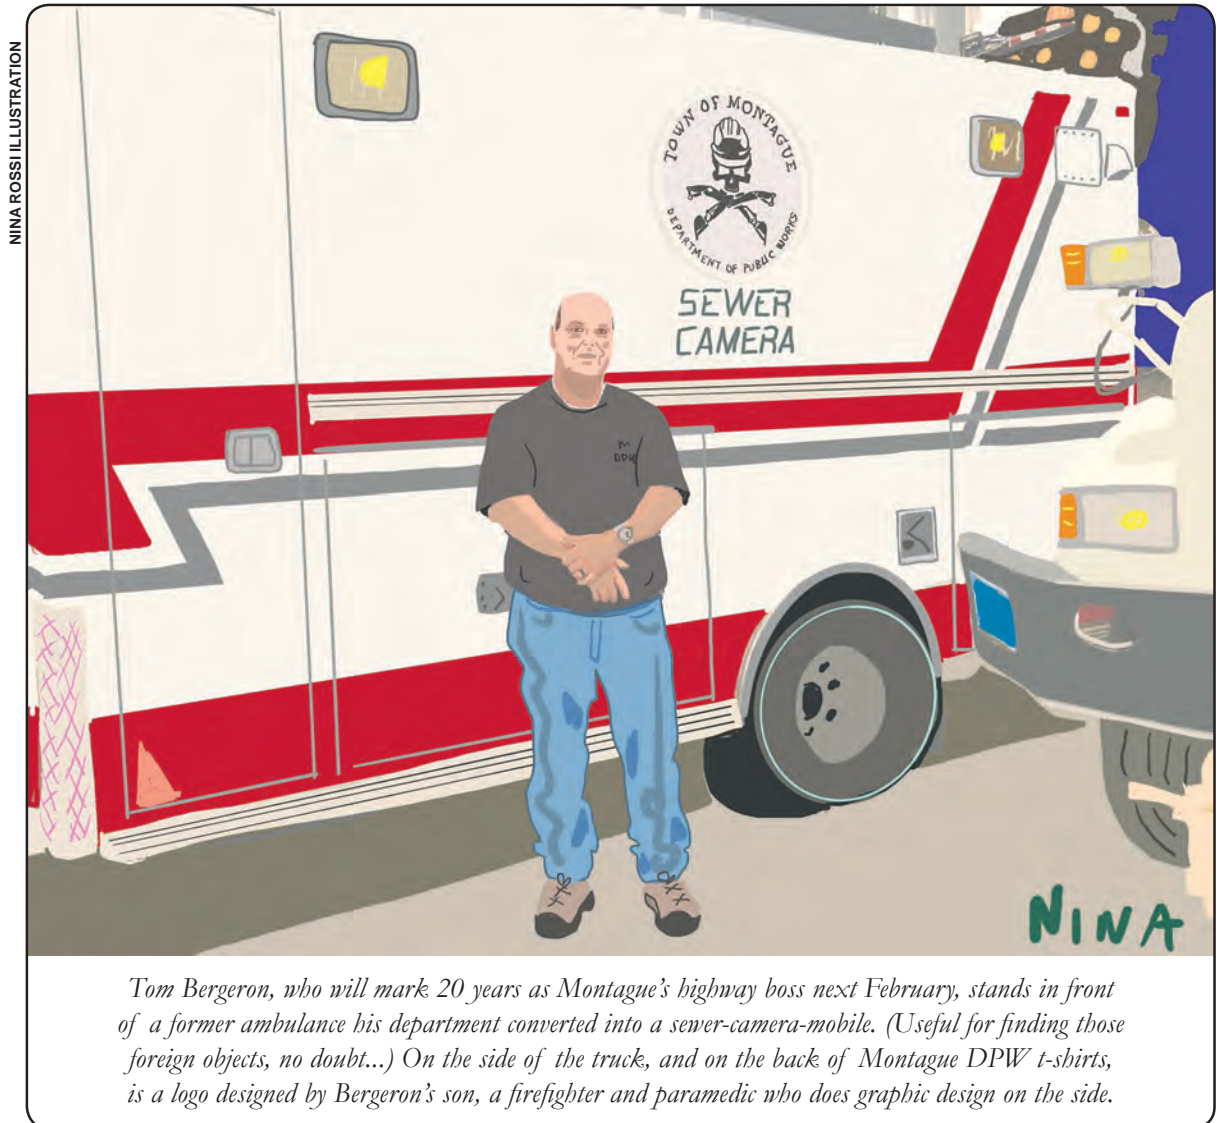 NINA ROSSI ILLUSTRATION
TOWN OF MONTAGUE
DEPARTMENT OF PUBLIC WORKS
SEWER
CAMERA
M
DPW
NINA
Tom Bergeron, who will mark 20 years as Montague’s highway boss next February, stands in front
of a former ambulance his department converted into a sewer-camera-mobile. (Useful for finding those
foreign objects, no doubt...) On the side of the truck, and on the back of Montague DPW t-shirts,
is a logo designed by Bergeron’s son, a firefighter and paramedic who does graphic design on the side.